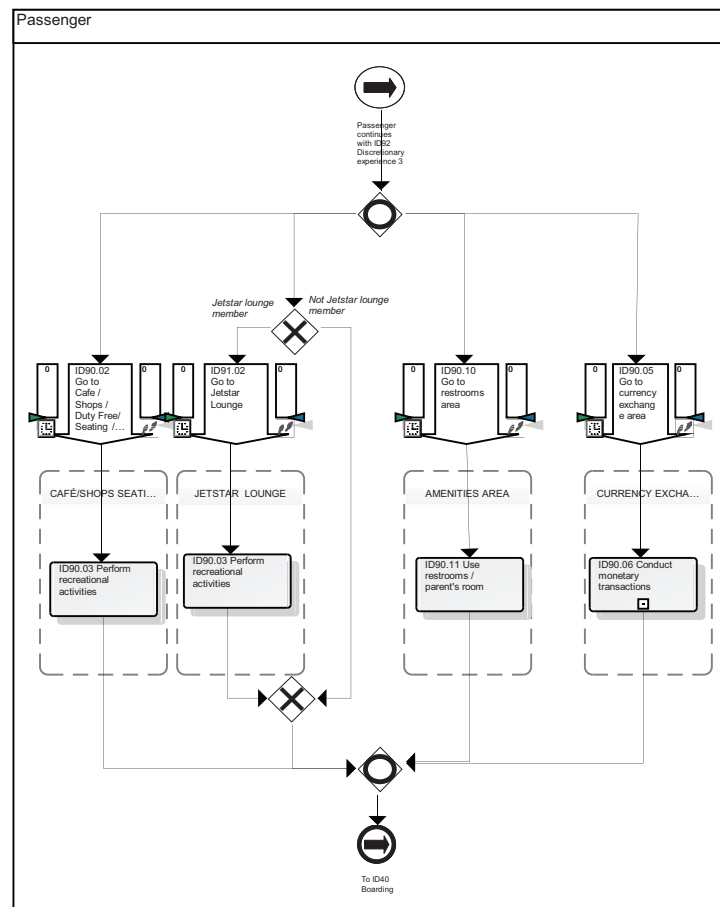 Passenger
Passenger
continues
with ID92
Discretionary
experience 3
Jetstar lounge
member
Not Jetstar lounge
member
0
ID90.02
Go to
Cafe /
Shops /
Duty Free/
Seating /...
0
0
ID91.02
Go to
Jetstar
Lounge
0
0
ID90.10
Go to
restrooms
area
0
0
ID90.05
Go to
currency
exchang
e area
0
CAFÉ/SHOPS SEATI...
JETSTAR LOUNGE
AMENITIES AREA
CURRENCY EXCHA...
ID90.03 Perform
recreational
activities
ID90.03 Perform
recreational
activities
ID90.11 Use
restrooms /
parent's room
ID90.06 Conduct
monetary
transactions
To ID40
Boarding